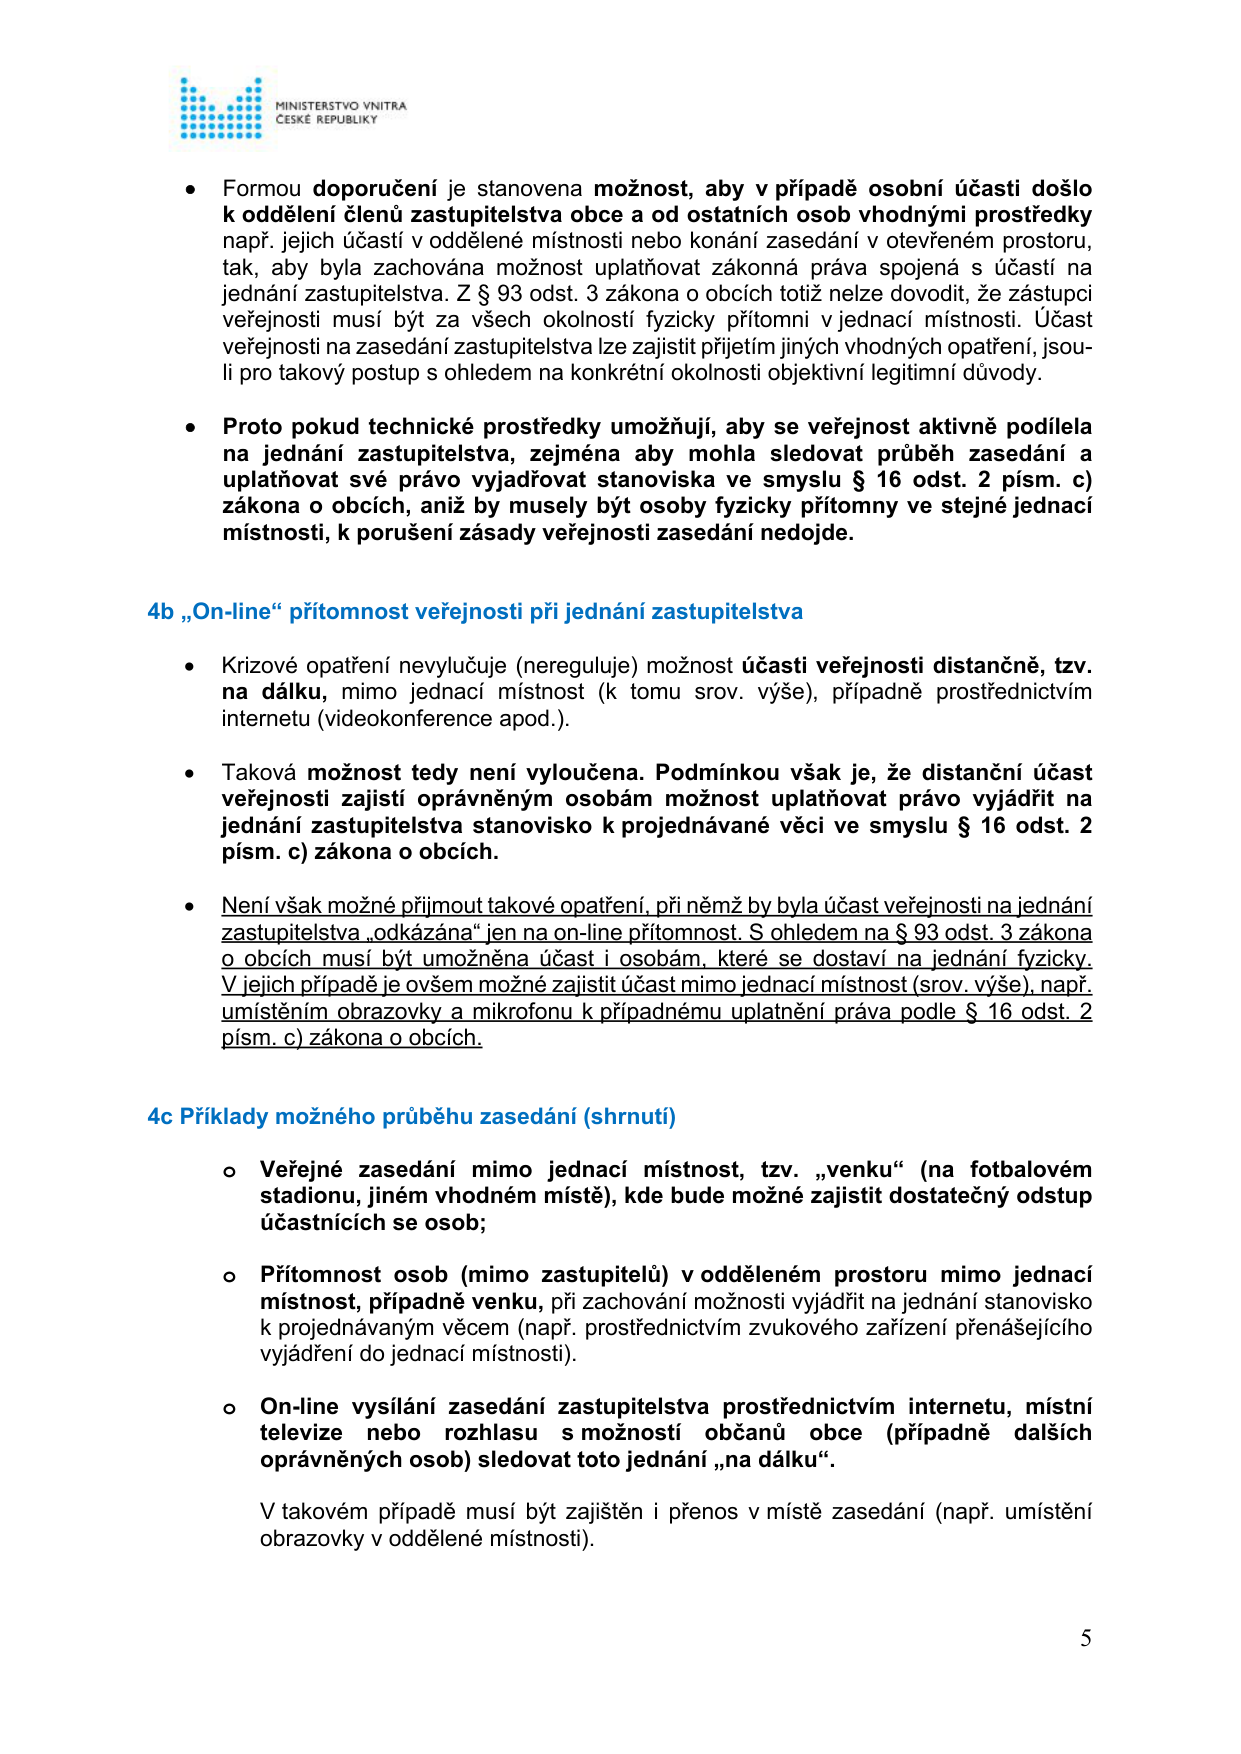 MINISTERSTVO VNITRA
ČESKÉ REPUBLIKY
● Formou doporučení je stanovena možnost, aby v případě osobní účasti došlo
k oddělení členů zastupitelstva obce a od ostatních osob vhodnými prostředky
např. jejich účastí v oddělené místnosti nebo konání zasedání v otevřeném prostoru,
tak, aby byla zachována možnost uplatňovat zákonná práva spojená s účastí na
jednání zastupitelstva. Z § 93 odst. 3 zákona o obcích totiž nelze dovodit, že zástupci
veřejnosti musí být za všech okolností fyzicky přítomni v jednací místnosti. Účast
veřejnosti na zasedání zastupitelstva lze zajistit přijetím jiných vhodných opatření, jsou-
li pro takový postup s ohledem na konkrétní okolnosti objektivní legitimní důvody.
● Proto pokud technické prostředky umožňují, aby se veřejnost aktivně podílela
na jednání zastupitelstva, zejména aby mohla sledovat průběh zasedání a
uplatňovat své právo vyjadřovat stanoviska ve smyslu § 16 odst. 2 písm. c)
zákona o obcích, aniž by musely být osoby fyzicky přítomny ve stejné jednací
místnosti, k porušení zásady veřejnosti zasedání nedojde.
4b „On-line“ přítomnost veřejnosti při jednání zastupitelstva
• Krizové opatření nevylučuje (nereguluje) možnost účasti veřejnosti distančně, tzv.
na dálku, mimo jednací místnost (k tomu srov. výše), případně prostřednictvím
internetu (videokonference apod.).
• Taková možnost tedy není vyloučena. Podmínkou však je, že distanční účast
veřejnosti zajistí oprávněným osobám možnost uplatňovat právo vyjádřit na
jednání zastupitelstva stanovisko k projednávané věci ve smyslu § 16 odst. 2
písm. c) zákona o obcích.
• Není však možné přijmout takové opatření, při němž by byla účast veřejnosti na jednání
zastupitelstva „odkázána“ jen na on-line přítomnost. S ohledem na § 93 odst. 3 zákona
o obcích musí být umožněna účast i osobám, které se dostaví na jednání fyzicky.
V jejich případě je ovšem možné zajistit účast mimo jednací místnost (srov. výše), např.
umístěním obrazovky a mikrofonu k případnému uplatnění práva podle § 16 odst. 2
písm. c) zákona o obcích.
4c Příklady možného průběhu zasedání (shrnutí)
o Veřejné zasedání mimo jednací místnost, tzv. „venku“ (na fotbalovém
stadionu, jiném vhodném místě), kde bude možné zajistit dostatečný odstup
účastnících se osob;
o Přítomnost osob (mimo zastupitelů) v odděleném prostoru mimo jednací
místnost, případně venku, při zachování možnosti vyjádřit na jednání stanovisko
k projednávaným věcem (např. prostřednictvím zvukového zařízení přenášejícího
vyjádření do jednací místnosti).
o On-line vysílání zasedání zastupitelstva prostřednictvím internetu, místní
televize nebo rozhlasu s možností občanů obce (případně dalších
oprávněných osob) sledovat toto jednání „na dálku“.
V takovém případě musí být zajištěn i přenos v místě zasedání (např. umístění
obrazovky v oddělené místnosti).
5